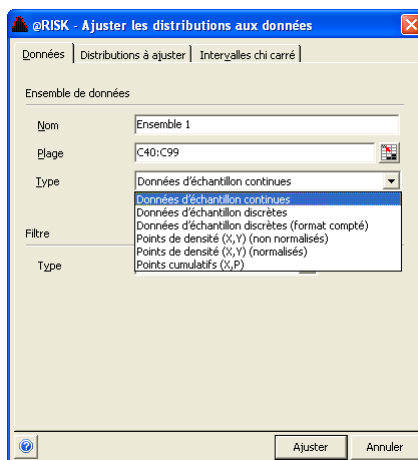 @RISK - Ajuster les distributions aux données
Données
Distributions à ajuster
Intervalles chi carré
Ensemble de données
Nom
Ensemble 1
Plage
C40:C99
Type
Données d'échantillon continues
Données d'échantillon continues
Données d'échantillon discrètes
Données d'échantillon discrètes (format compté)
Points de densité (X,Y) (non normalisés)
Points de densité (X,Y) (normalisés)
Points cumulatifs (X,P)
Filtre
Type
Ajuster
Annuler